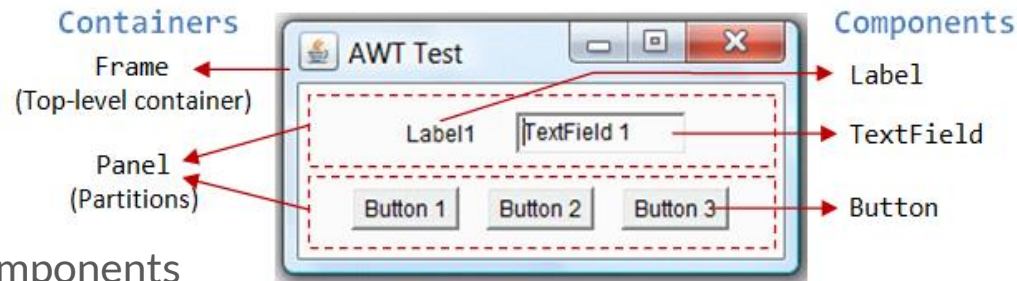 Containers
Components
Frame
(Top-level container)
AWT Test
Label
Label1
TextField 1
TextField
Panel
(Partitions)
Button 1
Button 2
Button 3
Button
mponents